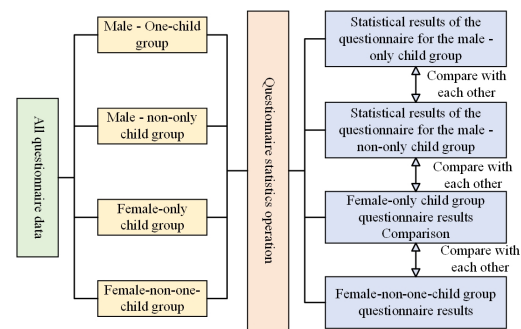 All questionnaire data
Male - One-child
group
Male - non-only
child group
Female-only
child group
Female-non-one-
child group
Questionnaire statistics operation
Statistical results of the
questionnaire for the male -
only child group
Compare with
each other
Statistical results of the
questionnaire for the male -
non-only child group
Compare with
each other
Female-only child group
questionnaire results
Comparison
Compare with
each other
Female-non-one-child group
questionnaire results